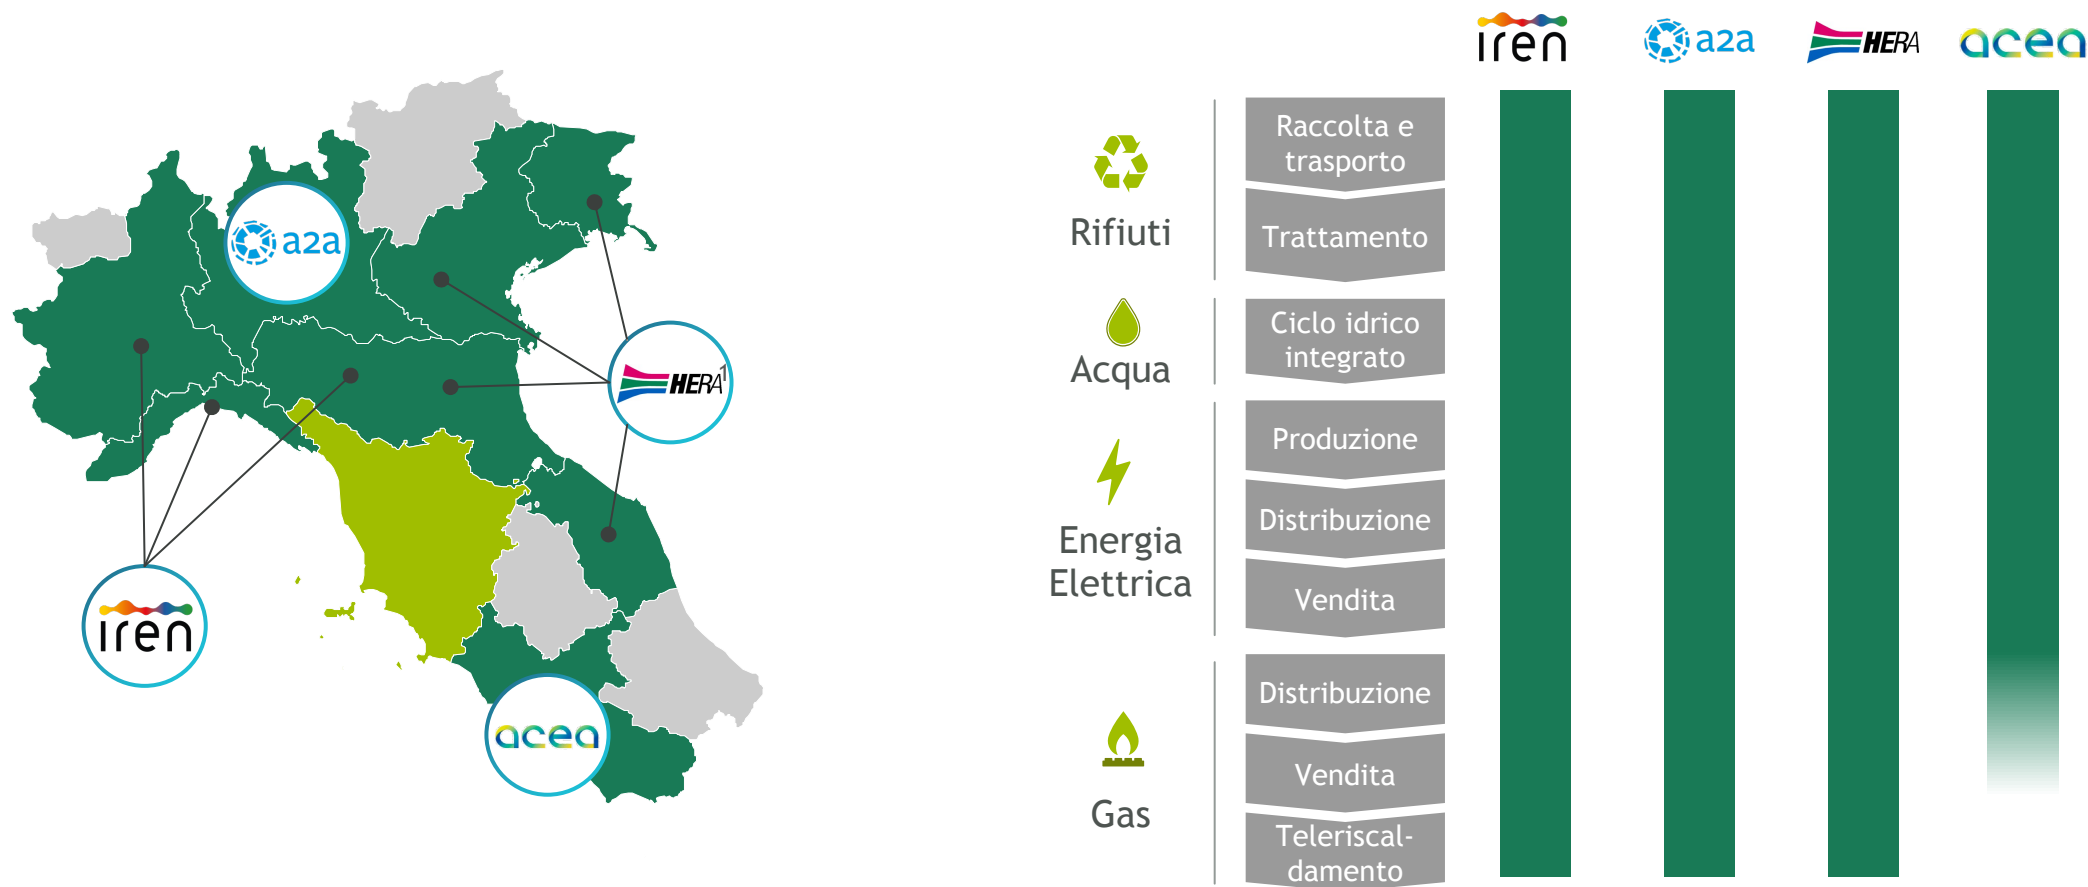 iren
a2a
HERA
acea
a2a
HERA1
iren
acea
Rifiuti
Raccolta e
trasporto
Trattamento
Acqua
Ciclo idrico
integrato
Energia
Elettrica
Produzione
Distribuzione
Vendita
Gas
Distribuzione
Vendita
Teleriscal-
damento